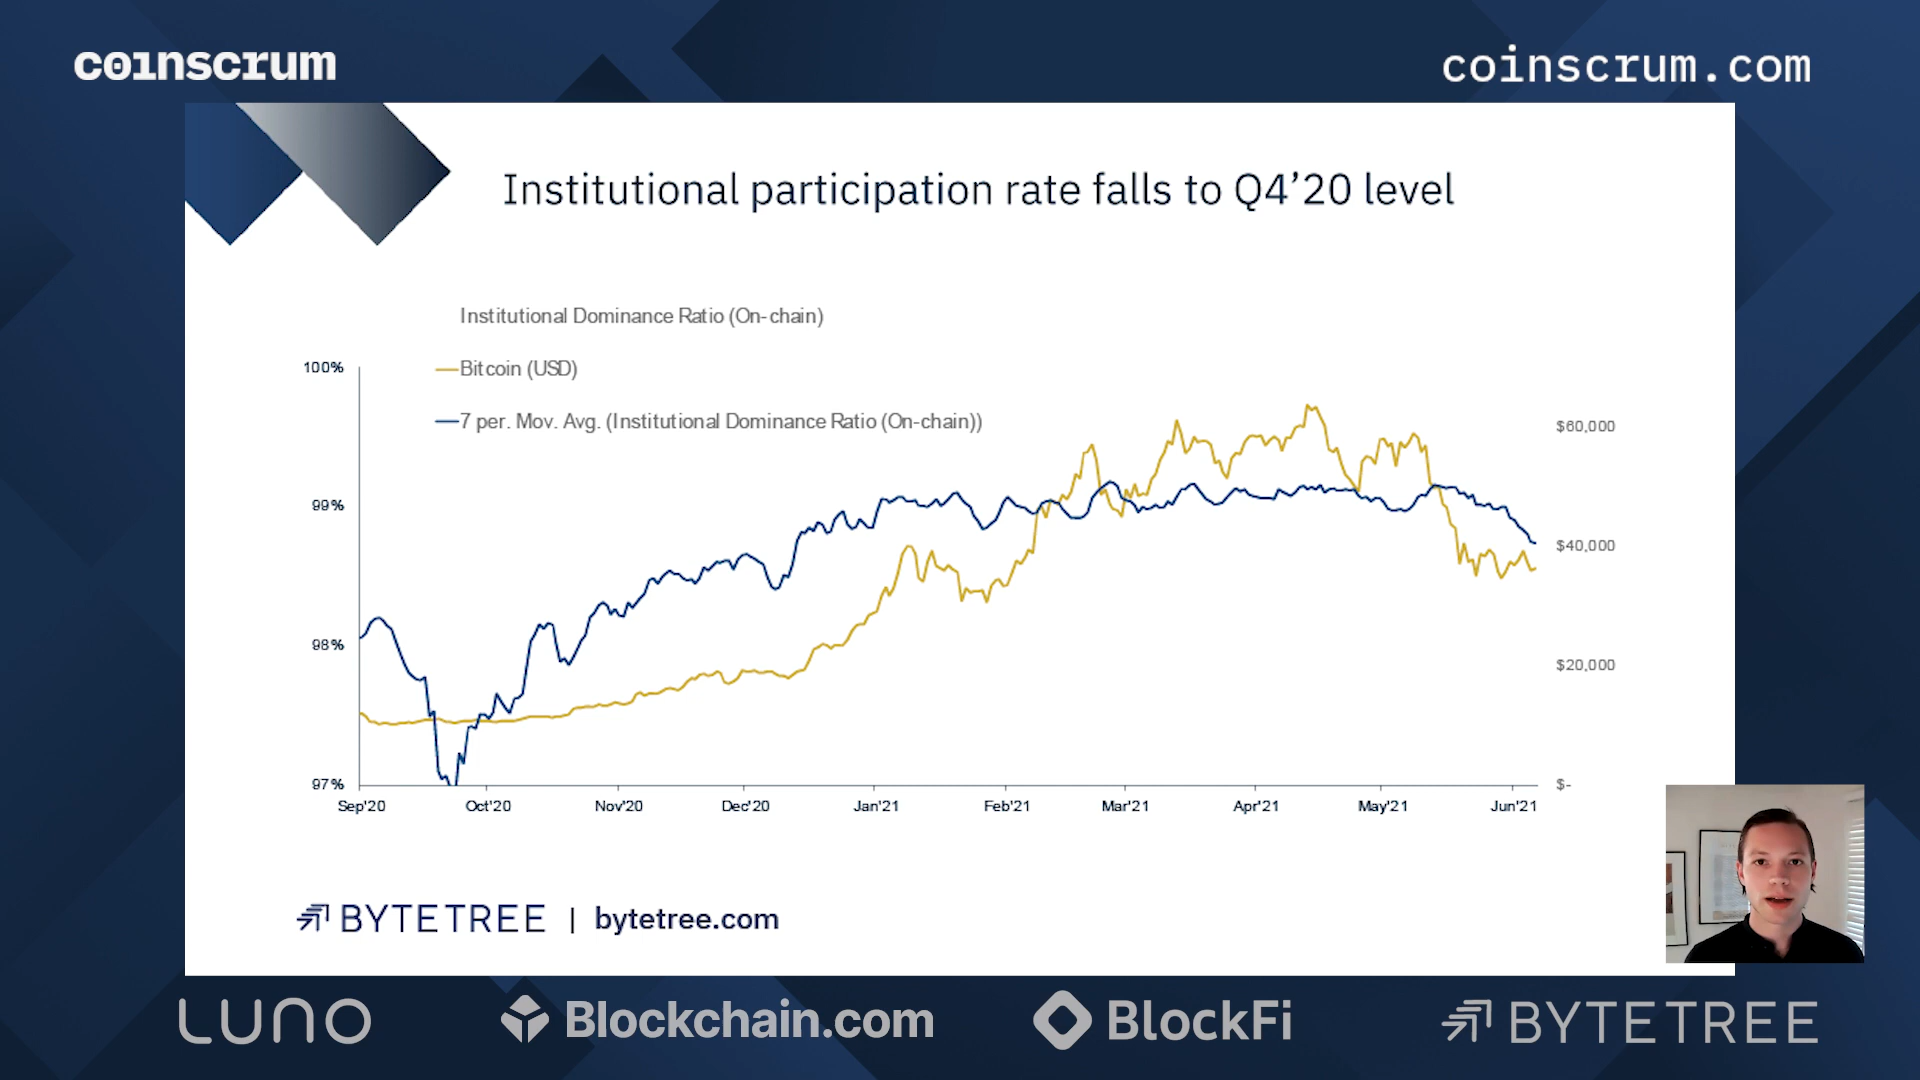 coinscrum
coinscrum.com
Institutional participation rate falls to Q4’20 level
Institutional Dominance Ratio (On-chain)
Bitcoin (USD)
7 per. Mov. Avg. (Institutional Dominance Ratio (On-chain))
100%
99%
98%
97%
$60,000
$40,000
$20,000
$-
Sep'20 Oct'20 Nov'20 Dec'20 Jan'21 Feb'21 Mar'21 Apr'21 May'21 Jun'21
BYTETREE | bytetree.com
LUNO Blockchain.com BlockFi BYTETREE